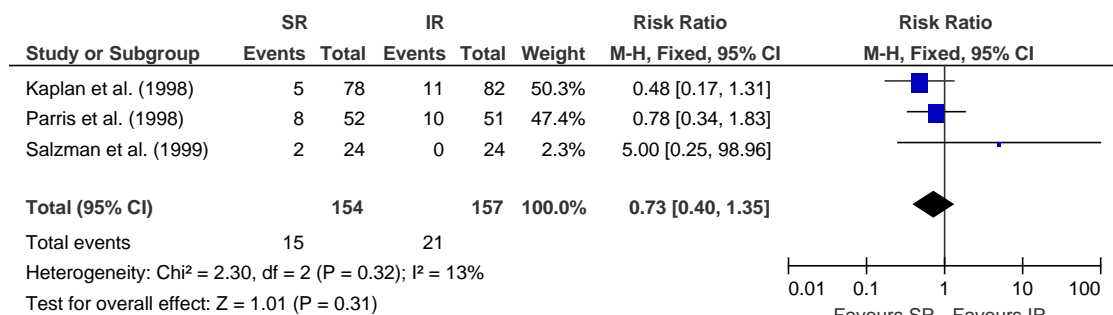 SR IR Risk Ratio Risk Ratio
Study or Subgroup Events Total Events Total Weight M-H, Fixed, 95% CI M-H, Fixed, 95% CI
Kaplan et al. (1998) 5 78 11 82 50.3% 0.48 [0.17, 1.31]
Parris et al. (1998) 8 52 10 51 47.4% 0.78 [0.34, 1.83]
Salzman et al. (1999) 2 24 0 24 2.3% 5.00 [0.25, 98.96]
Total (95% CI) 154 157 100.0% 0.73 [0.40, 1.35]
Total events 15 21
Heterogeneity: Chi² = 2.30, df = 2 (P = 0.32); I² = 13%
Test for overall effect: Z = 1.01 (P = 0.31)
0.01 0.1 1 10 100
Favours SR Favours IR